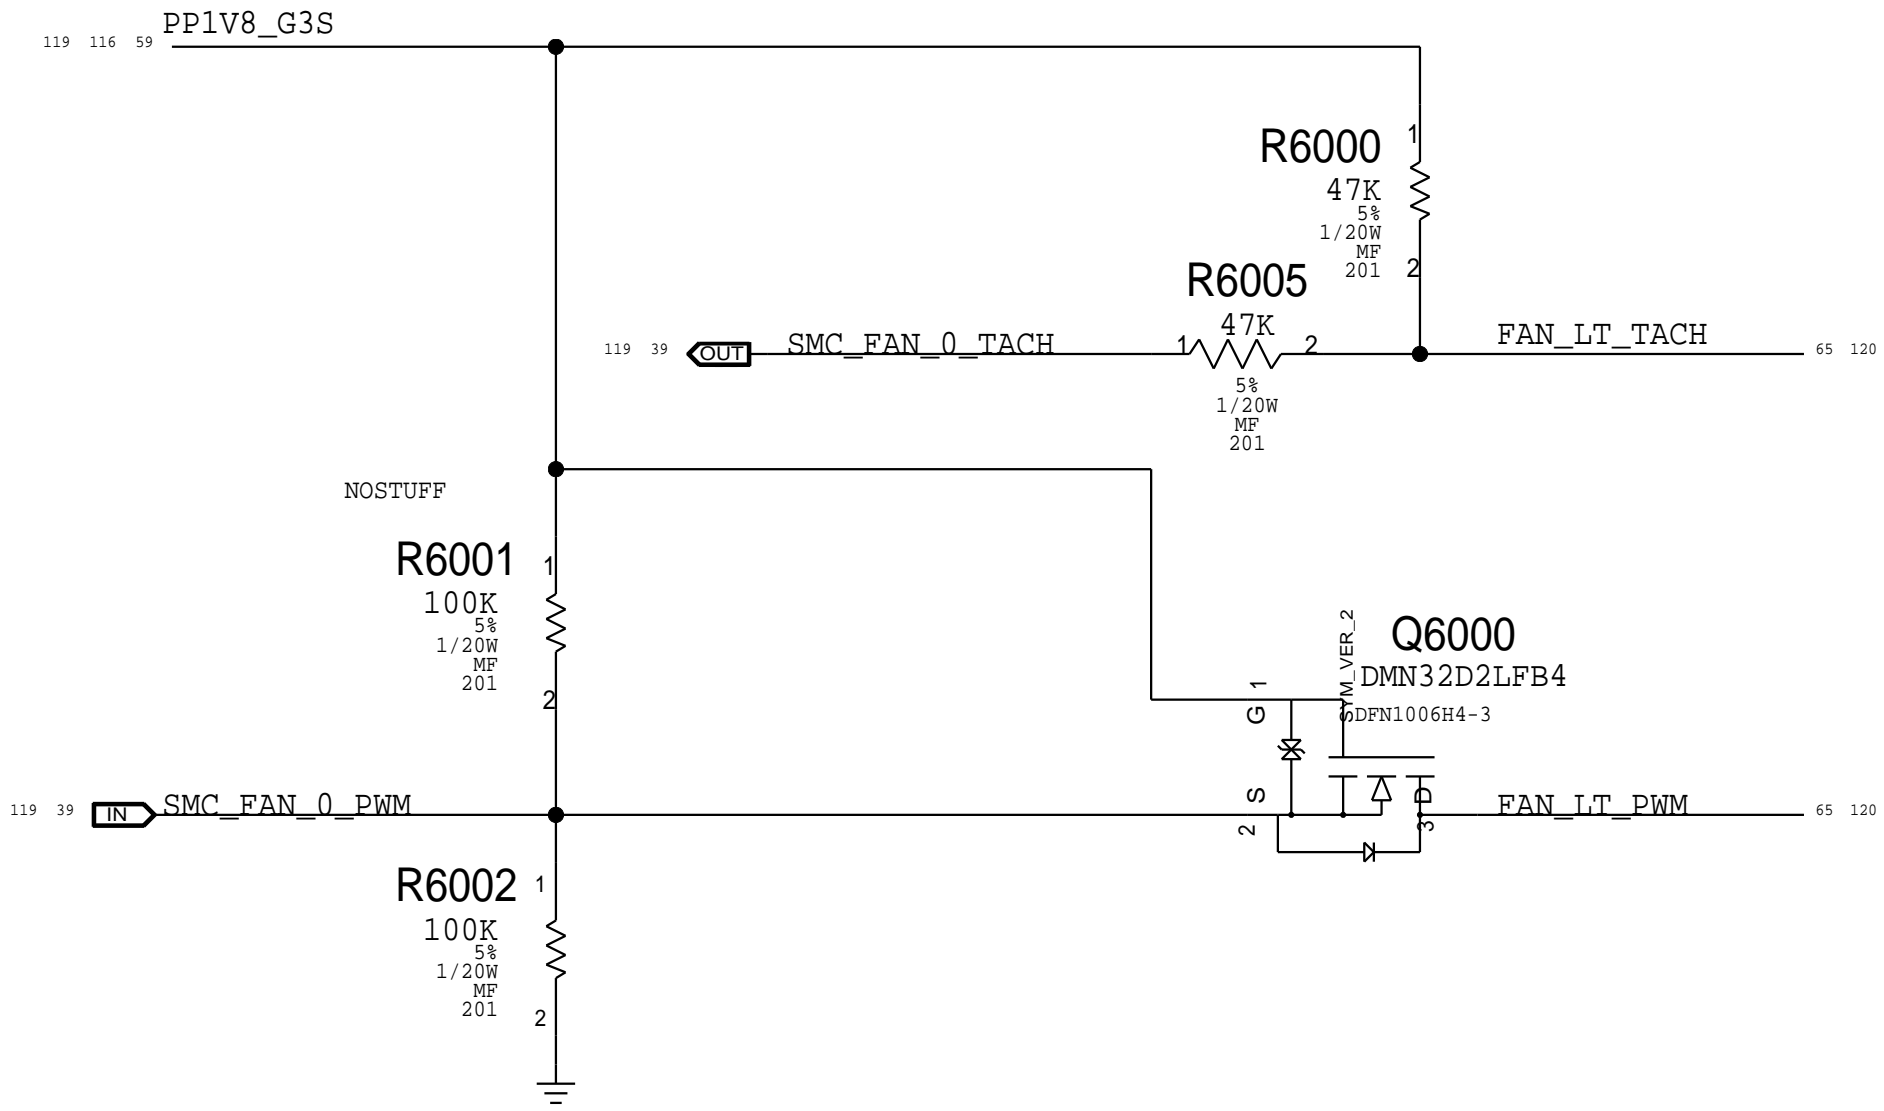 PP1V8_G3S
119 116 59
R6000
1
47K
5%
1/20W
MF
201
2
R6005
47K
119 39 OUT SMC_FAN_0_TACH
1
2
FAN_LT_TACH
65 120
5%
1/20W
MF
201
NOSTUFF
R6001
1
100K
5%
1/20W
MF
201
2
SYM_VER_2
Q6000
DMN32D2LFB4
DFN1006H4-3
G 1
S
2
D
3
119 39 IN SMC_FAN_0_PWM
FAN_LT_PWM
65 120
R6002
1
100K
5%
1/20W
MF
201
2